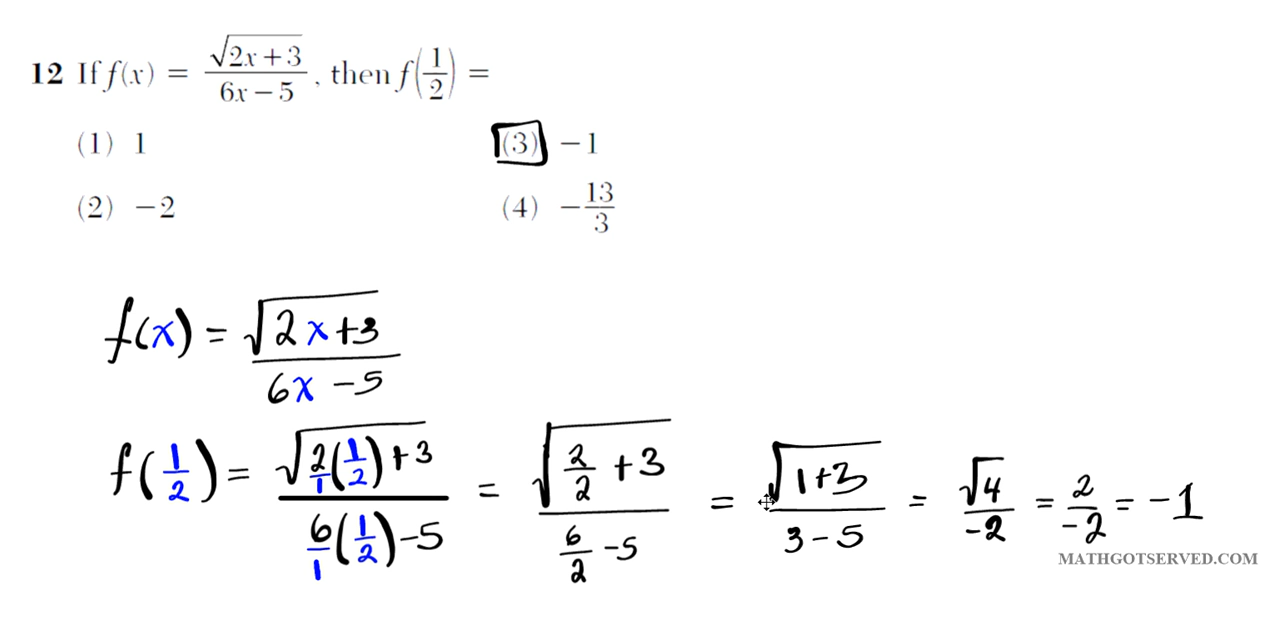 12 If f(x) = √(2x + 3) / (6x − 5), then f(1/2) =
(1) 1 (3) −1
(2) −2 (4) −13/3
f(x) = √(2x+3) / (6x − 5)
f(1/2) = √(2/1(1/2) + 3) / (6/1(1/2) − 5) = √(2/2 + 3) / (6/2 − 5) = √(1+3) / (3 − 5) = √4 / −2 = 2 / −2 = −1
MATHGOTSERVED.COM